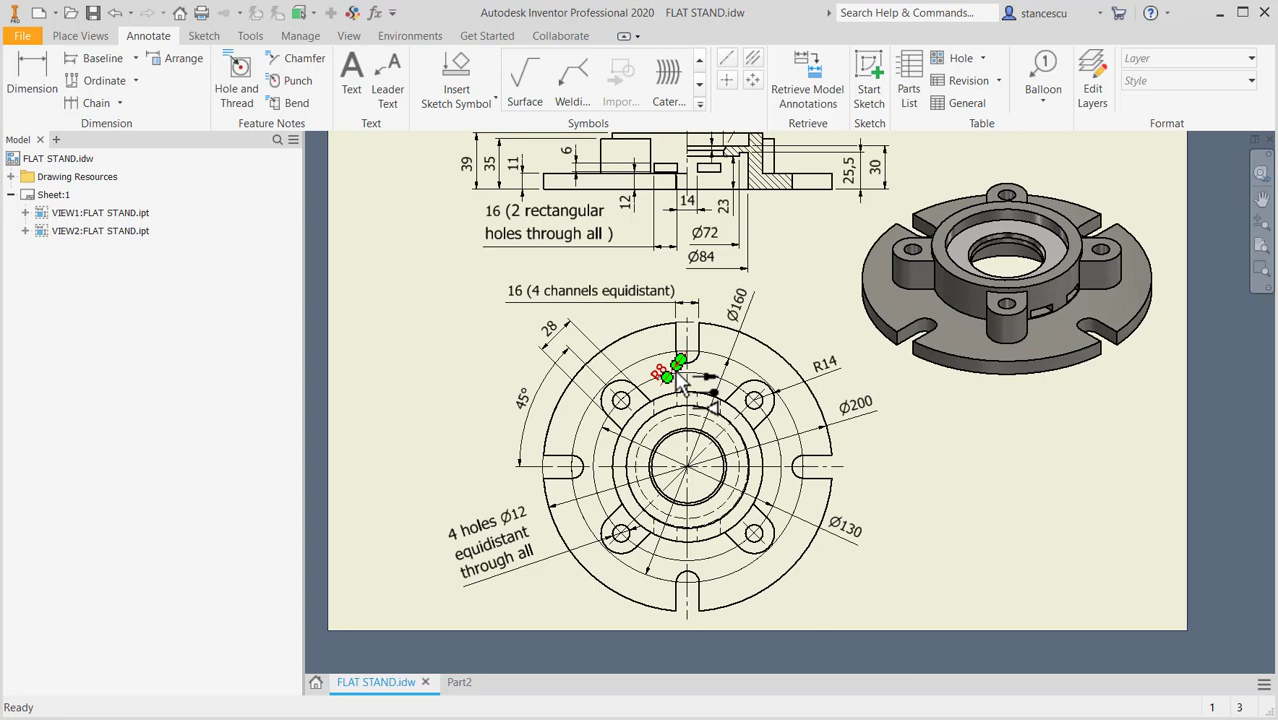 PRO
Autodesk Inventor Professional 2020 FLAT STAND.idw
Search Help & Commands...
stancescu
File
Place Views
Annotate
Sketch
Tools
Manage
View
Environments
Get Started
Collaborate
Dimension
Baseline
Ordinate
Chain
Arrange
Dimension
Hole and
Thread
Chamfer
Punch
Bend
Feature Notes
Text
Leader
Text
Text
Insert
Sketch Symbol
Surface
Weldi...
Impor...
Cater...
Symbols
Retrieve Model
Annotations
Retrieve
Start
Sketch
Sketch
Parts
List
Hole
Revision
General
Table
Balloon
Edit
Layers
Layer
Style
Format
Model
FLAT STAND.idw
Drawing Resources
Sheet:1
VIEW1:FLAT STAND.ipt
VIEW2:FLAT STAND.ipt
39
35
11
6
12
14
23
25,5
30
16 (2 rectangular
holes through all )
Ø72
Ø84
16 (4 channels equidistant)
Ø160
28
R8
R14
45°
Ø200
4 holes Ø12
equidistant
through all
Ø130
FLAT STAND.idw
Part2
Ready
1
3